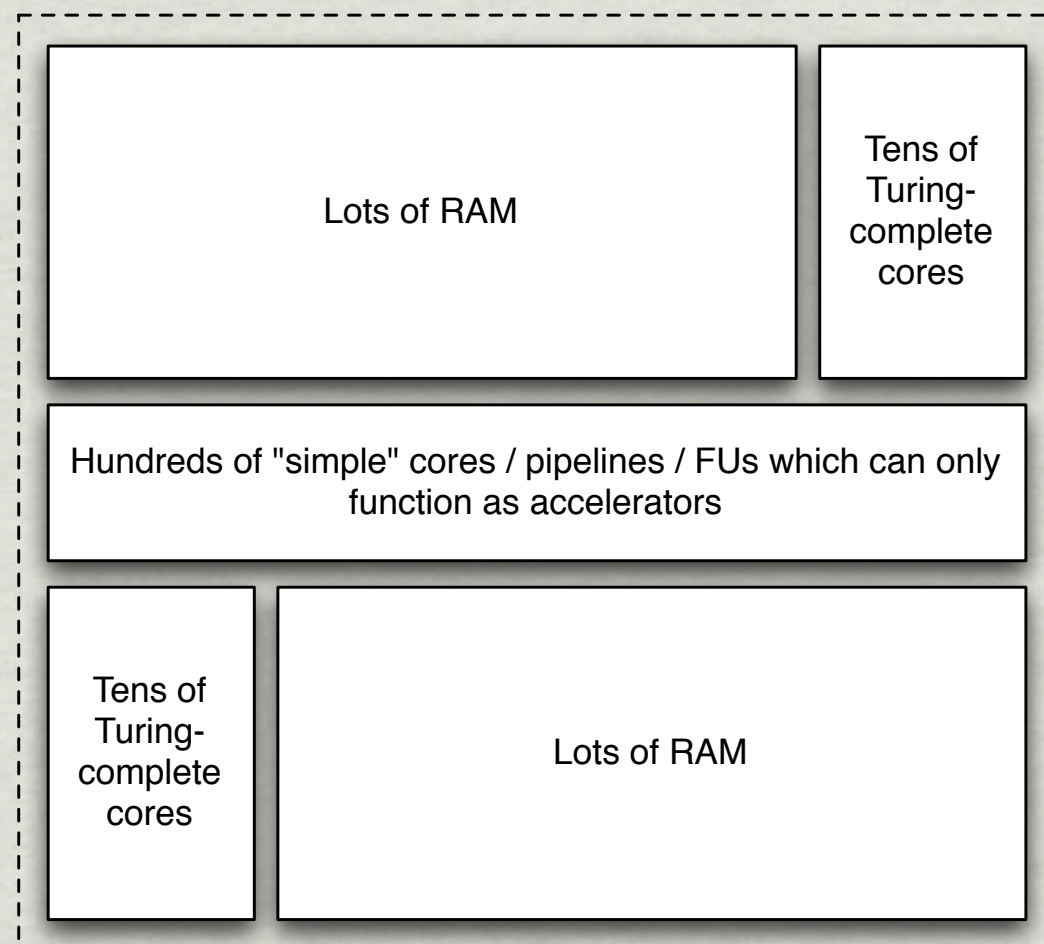 Lots of RAM
Tens of
Turing-
complete
cores
Hundreds of "simple" cores / pipelines / FUs which can only
function as accelerators
Tens of
Turing-
complete
cores
Lots of RAM